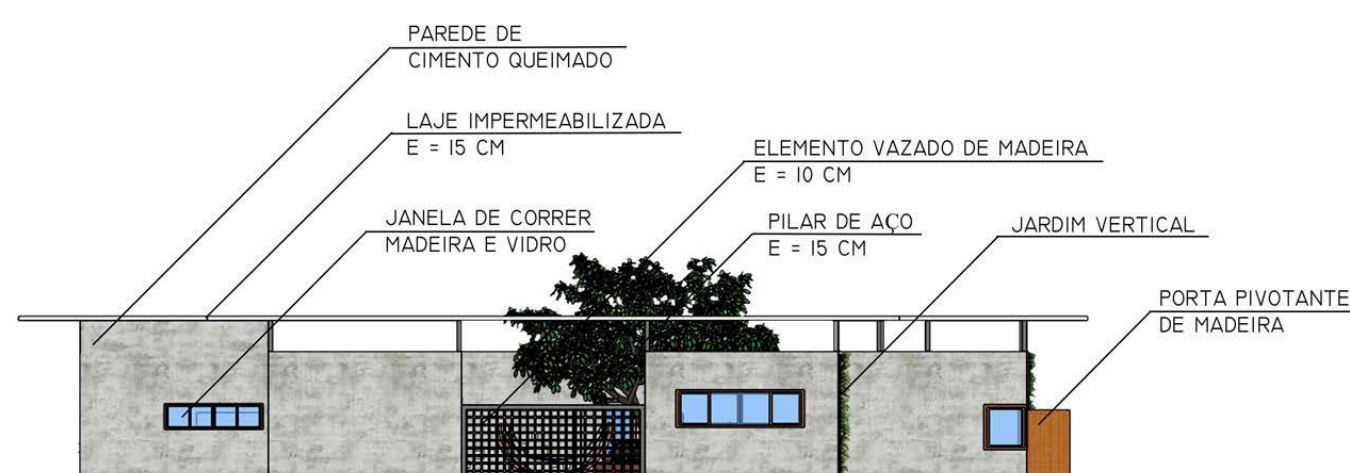 PAREDE DE
CIMENTO QUEIMADO
LAJE IMPERMEABILIZADA
E = 15 CM
ELEMENTO VAZADO DE MADEIRA
E = 10 CM
JANELA DE CORRER
MADEIRA E VIDRO
PILAR DE AÇO
E = 15 CM
JARDIM VERTICAL
PORTA PIVOTANTE
DE MADEIRA